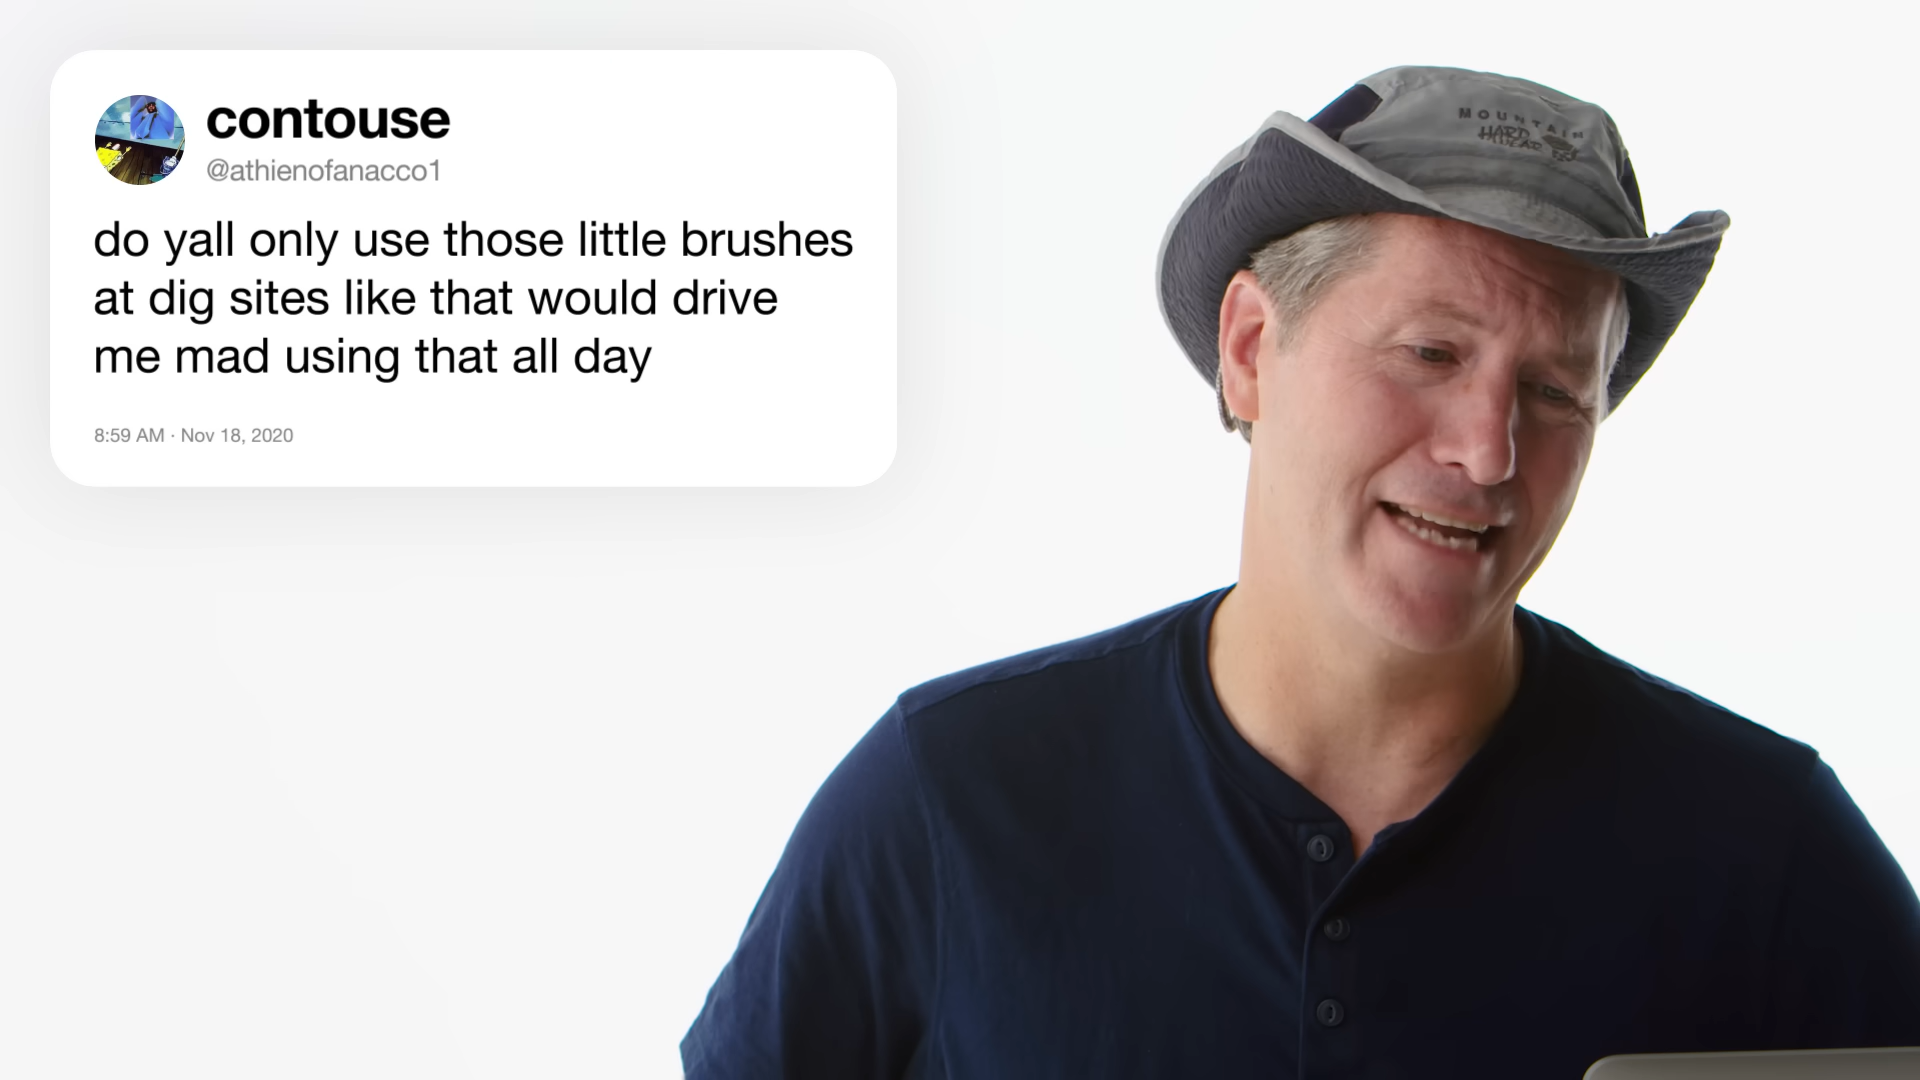 contouse
@athienofanacco1
do yall only use those little brushes
at dig sites like that would drive
me mad using that all day
8:59 AM · Nov 18, 2020
MOUNTAIN
HARD
WEAR